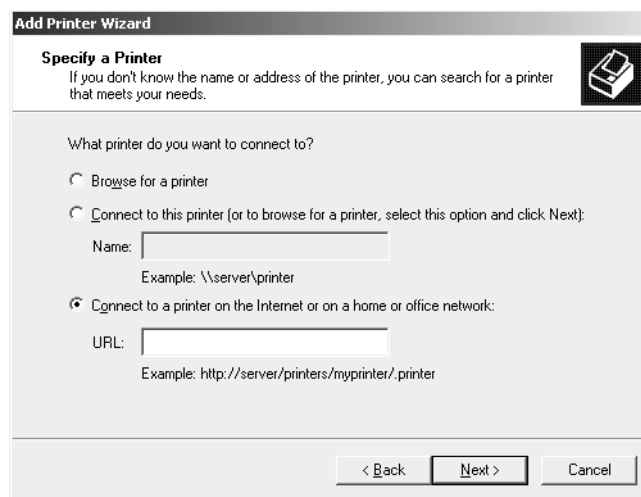 Add Printer Wizard
Specify a Printer
If you don't know the name or address of the printer, you can search for a printer
that meets your needs.
What printer do you want to connect to?
Browse for a printer
Connect to this printer (or to browse for a printer, select this option and click Next):
Name:
Example: \\server\printer
Connect to a printer on the Internet or on a home or office network:
URL:
Example: http://server/printers/myprinter/.printer
< Back Next > Cancel